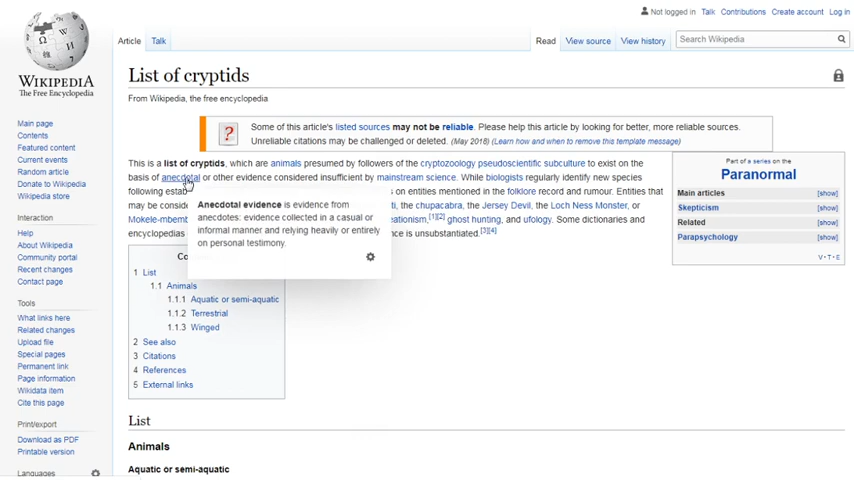 Not logged in Talk Contributions Create account Log in
Article Talk Read View source View history Search Wikipedia
WIKIPEDIA
The Free Encyclopedia
Main page
Contents
Featured content
Current events
Random article
Donate to Wikipedia
Wikipedia store
Interaction
Help
About Wikipedia
Community portal
Recent changes
Contact page
Tools
What links here
Related changes
Upload file
Special pages
Permanent link
Page information
Wikidata item
Cite this page
Print/export
Download as PDF
Printable version
Languages
List of cryptids
From Wikipedia, the free encyclopedia
?
Some of this article's listed sources may not be reliable. Please help this article by looking for better, more reliable sources.
Unreliable citations may be challenged or deleted. (May 2018) (Learn how and when to remove this template message)
This is a list of cryptids, which are animals presumed by followers of the cryptozoology pseudoscientific subculture to exist on the
basis of anecdotal or other evidence considered insufficient by mainstream science. While biologists regularly identify new species
following estab on entities mentioned in the folklore record and rumour. Entities that
may be conside ti, the chupacabra, the Jersey Devil, the Loch Ness Monster, or
Mokele-mbemb eationism,[1][2] ghost hunting, and ufology. Some dictionaries and
encyclopedias nce is unsubstantiated.[3][4]
Anecdotal evidence is evidence from
anecdotes: evidence collected in a casual or
informal manner and relying heavily or entirely
on personal testimony.
Part of a series on the
Paranormal
Main articles [show]
Skepticism [show]
Related [show]
Parapsychology [show]
V · T · E
Co
1 List
1.1 Animals
1.1.1 Aquatic or semi-aquatic
1.1.2 Terrestrial
1.1.3 Winged
2 See also
3 Citations
4 References
5 External links
List
Animals
Aquatic or semi-aquatic